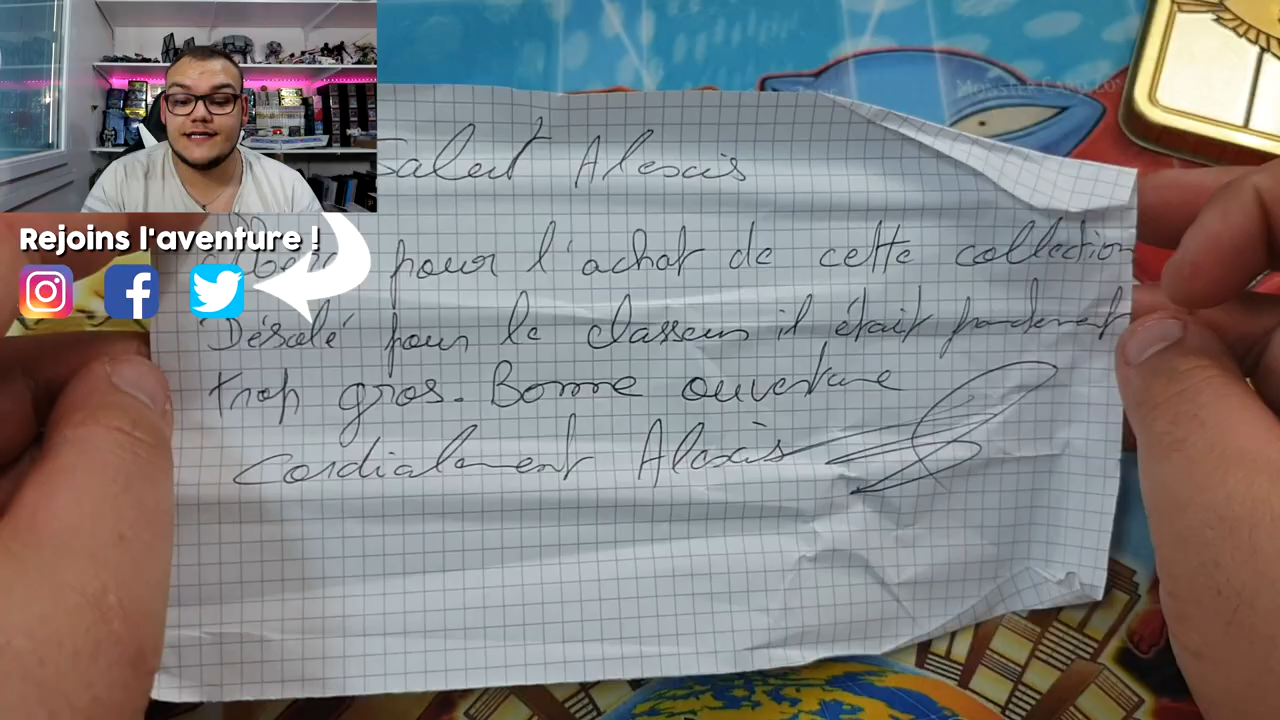 Salut Alexis
Rejoins l'aventure !
Merci pour l'achat de cette collection
Désolé pour le classeur il était
trop gros. Bonne ouverture
Cordialement Alexis